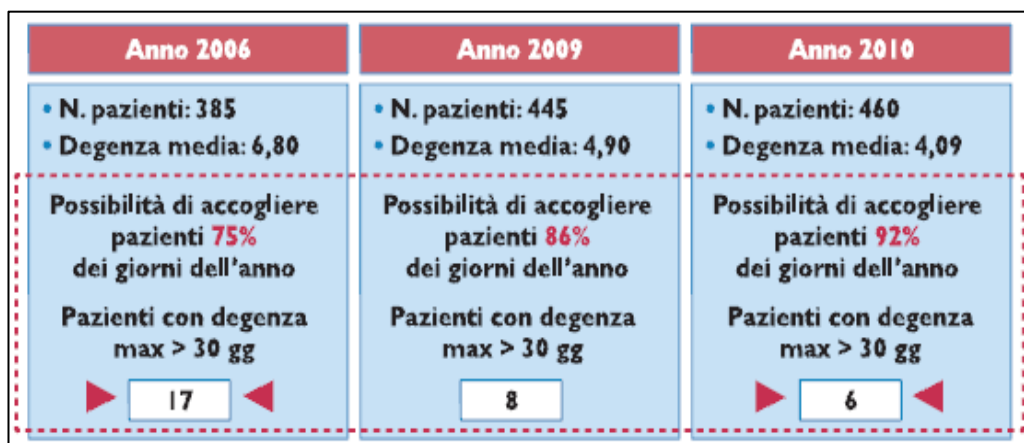 Anno 2006
• N. pazienti: 385
• Degenza media: 6,80
Possibilità di accogliere
pazienti 75%
dei giorni dell'anno
Pazienti con degenza
max > 30 gg
17
Anno 2009
• N. pazienti: 445
• Degenza media: 4,90
Possibilità di accogliere
pazienti 86%
dei giorni dell'anno
Pazienti con degenza
max > 30 gg
8
Anno 2010
• N. pazienti: 460
• Degenza media: 4,09
Possibilità di accogliere
pazienti 92%
dei giorni dell'anno
Pazienti con degenza
max > 30 gg
6